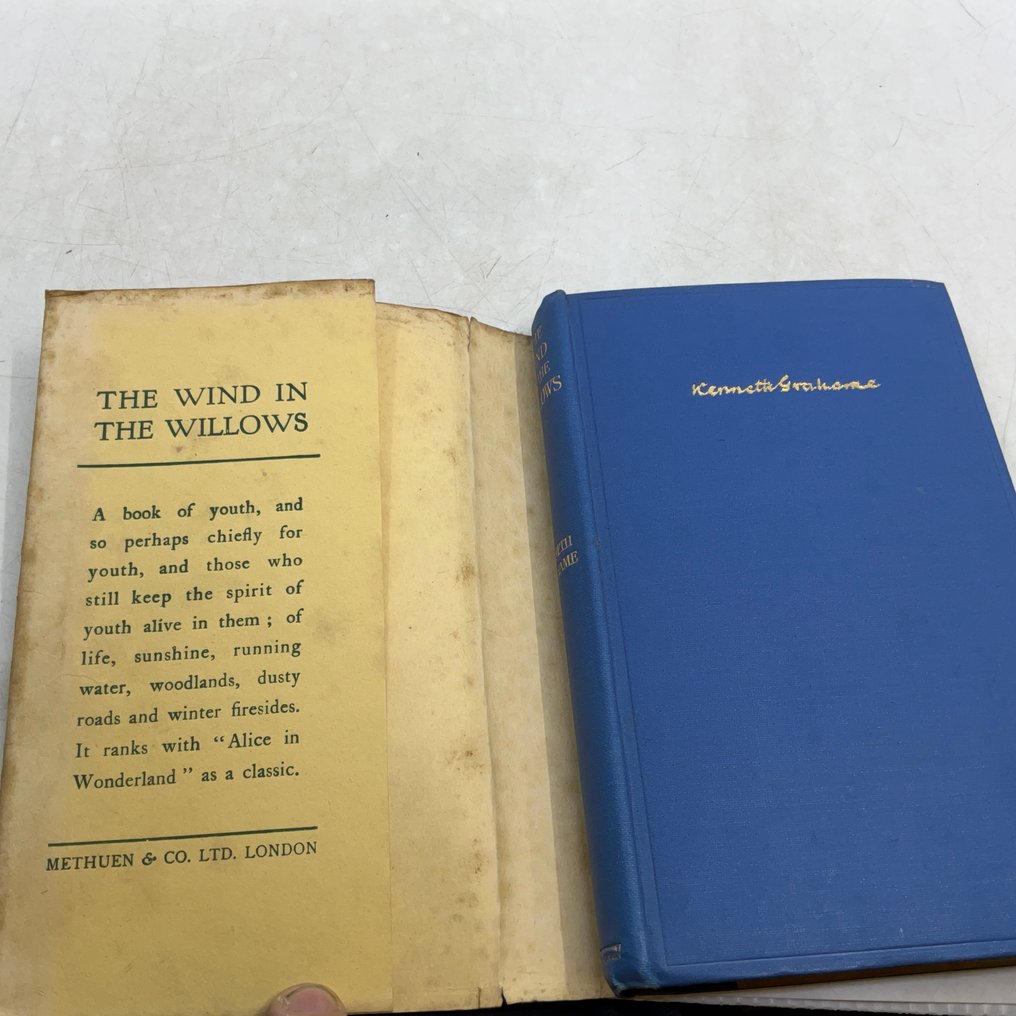 THE WIND IN
THE WILLOWS
A book of youth, and
so perhaps chiefly for
youth, and those who
still keep the spirit of
youth alive in them ; of
life, sunshine, running
water, woodlands, dusty
roads and winter firesides.
It ranks with “Alice in
Wonderland” as a classic.
METHUEN & CO. LTD. LONDON
Kenneth Grahame